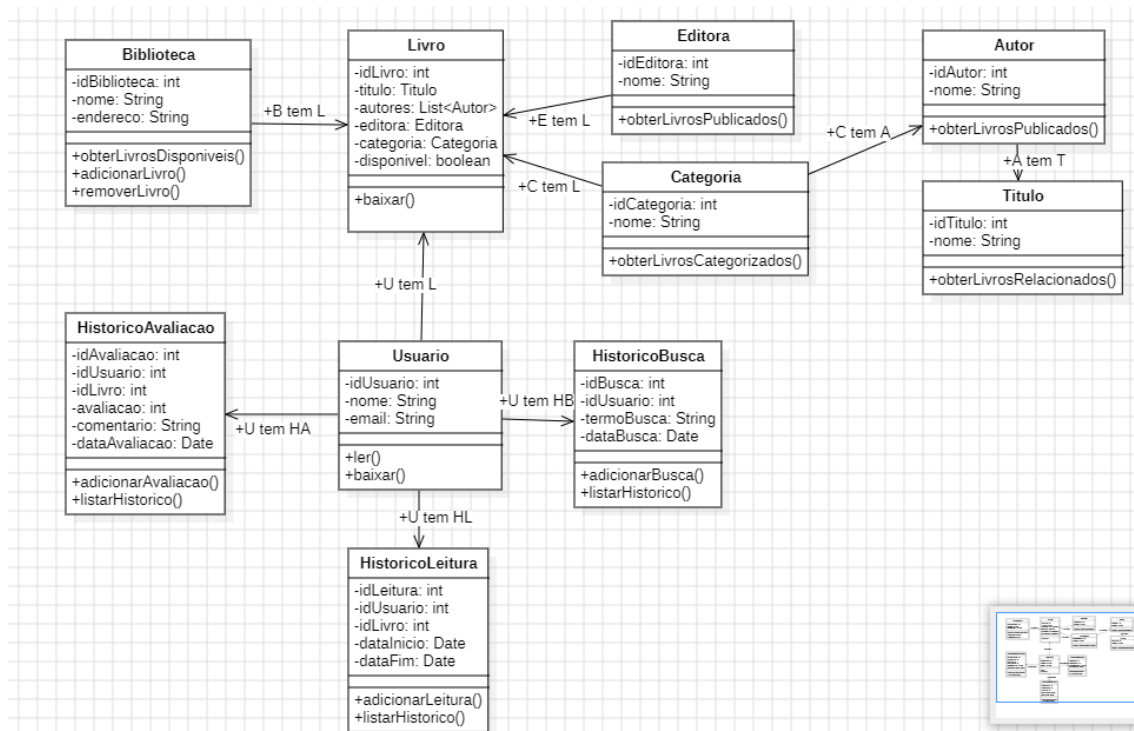 Biblioteca
-idBiblioteca: int
-nome: String
-endereco: String
+obterLivrosDisponiveis()
+adicionarLivro()
+removerLivro()
+B tem L
Livro
-idLivro: int
-titulo: Titulo
-autores: List<Autor>
-editora: Editora
-categoria: Categoria
-disponivel: boolean
+baixar()
+E tem L
Editora
-idEditora: int
-nome: String
+obterLivrosPublicados()
+C tem L
Categoria
-idCategoria: int
-nome: String
+obterLivrosCategorizados()
+C tem A
Autor
-idAutor: int
-nome: String
+obterLivrosPublicados()
+A tem T
Titulo
-idTitulo: int
-nome: String
+obterLivrosRelacionados()
+U tem L
HistoricoAvaliacao
-idAvaliacao: int
-idUsuario: int
-idLivro: int
-avaliacao: int
-comentario: String
-dataAvaliacao: Date
+adicionarAvaliacao()
+listarHistorico()
+U tem HA
Usuario
-idUsuario: int
-nome: String
-email: String
+ler()
+baixar()
+U tem HB
HistoricoBusca
-idBusca: int
-idUsuario: int
-termoBusca: String
-dataBusca: Date
+adicionarBusca()
+listarHistorico()
+U tem HL
HistoricoLeitura
-idLeitura: int
-idUsuario: int
-idLivro: int
-dataInicio: Date
-dataFim: Date
+adicionarLeitura()
+listarHistorico()